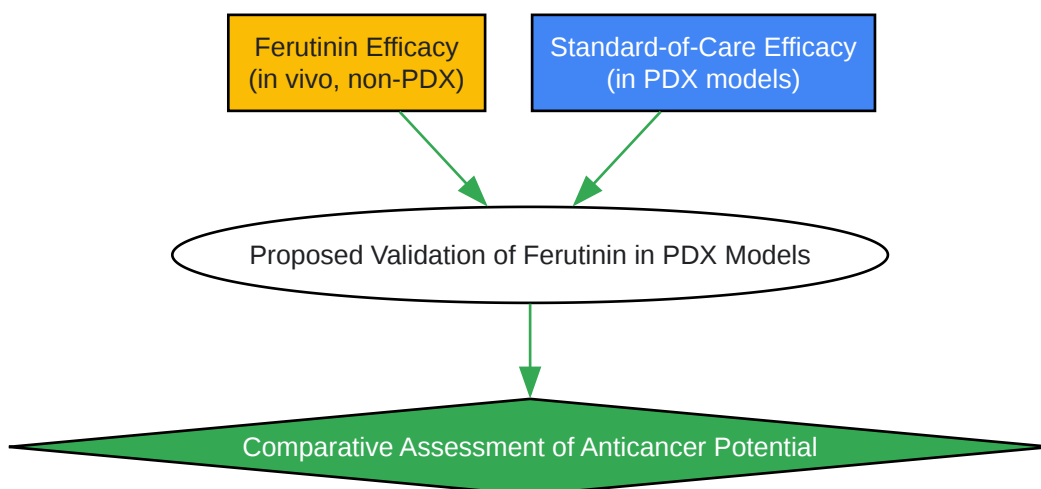 Ferutinin Efficacy
(in vivo, non-PDX)
Standard-of-Care Efficacy
(in PDX models)
Proposed Validation of Ferutinin in PDX Models
Comparative Assessment of Anticancer Potential